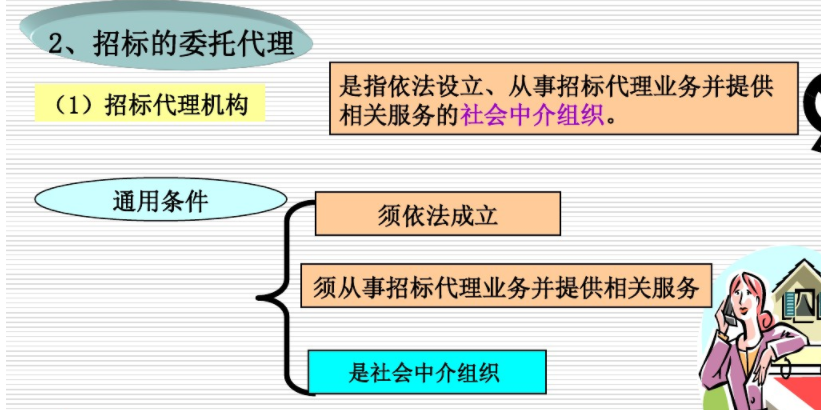 2、招标的委托代理
（1）招标代理机构
是指依法设立、从事招标代理业务并提供
相关服务的社会中介组织。
通用条件
须依法成立
须从事招标代理业务并提供相关服务
是社会中介组织